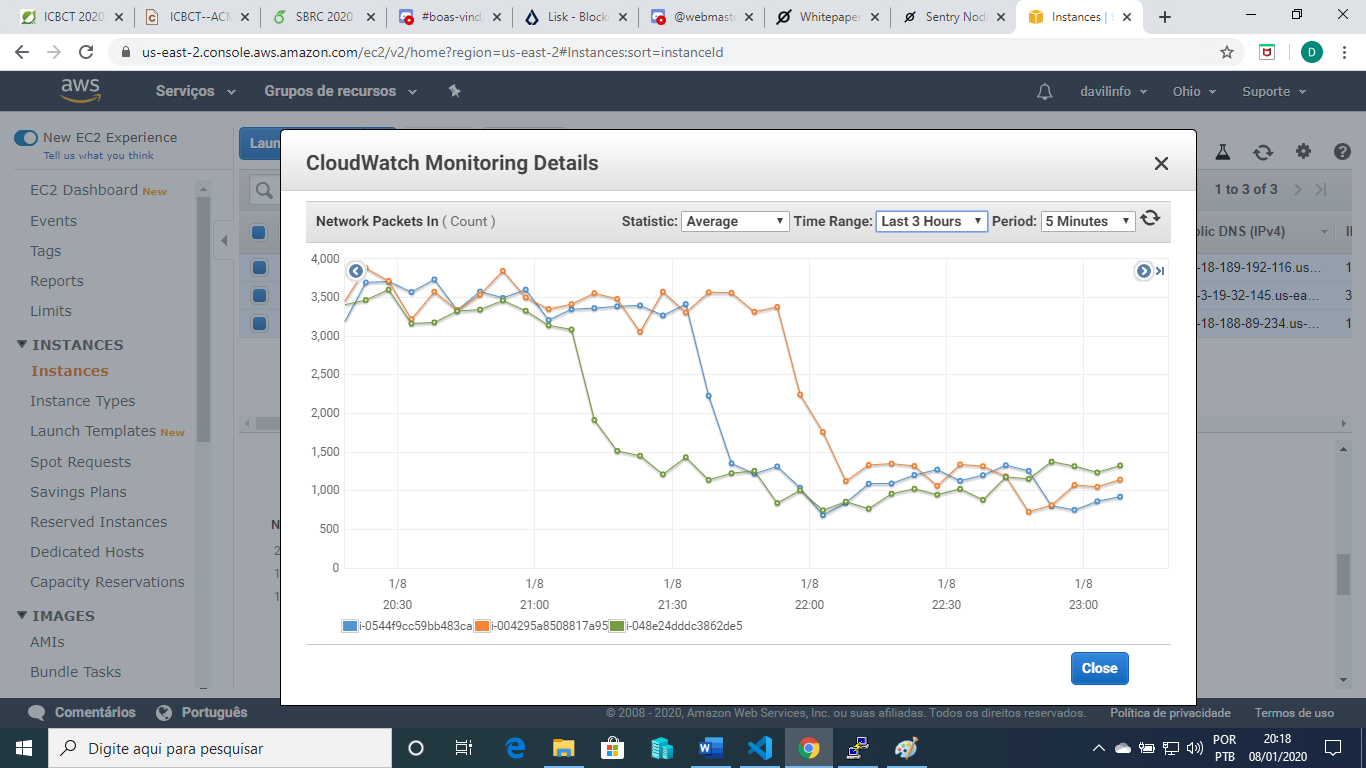 ICBCT 2020
ICBCT--ACM
SBRC 2020
#boas-vinda
Lisk - Block
@webmaste
Whitepaper
Sentry Node
Instances | E
us-east-2.console.aws.amazon.com/ec2/v2/home?region=us-east-2#Instances:sort=instanceId
D
aws
Serviços
Grupos de recursos
davilinfo
Ohio
Suporte
New EC2 Experience
Tell us what you think
EC2 Dashboard New
Events
Tags
Reports
Limits
INSTANCES
Instances
Instance Types
Launch Templates New
Spot Requests
Savings Plans
Reserved Instances
Dedicated Hosts
Capacity Reservations
IMAGES
AMIs
Bundle Tasks
Laun
1 to 3 of 3
lic DNS (IPv4)
-18-189-192-116.us...
-3-19-32-145.us-ea...
-18-188-89-234.us-...
CloudWatch Monitoring Details
Network Packets In ( Count )
Statistic: Average Time Range: Last 3 Hours Period: 5 Minutes
4,000
3,500
3,000
2,500
2,000
1,500
1,000
500
0
1/8 1/8 1/8 1/8 1/8 1/8
20:30 21:00 21:30 22:00 22:30 23:00
i-0544f9cc59bb483ca i-004295a8508817a95 i-048e24dddc3862de5
Close
Comentários
Português
© 2008 - 2020, Amazon Web Services, Inc. ou suas afiliadas. Todos os direitos reservados.
Política de privacidade
Termos de uso
Digite aqui para pesquisar
POR
PTB
20:18
08/01/2020